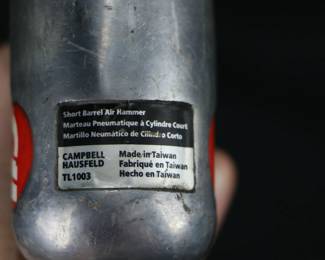 Short Barrel Air Hammer
Marteau Pneumatique à Cylindre Court
Martillo Neumático de Cilindro Corto
CAMPBELL
HAUSFELD
TL1003
Made in Taiwan
Fabriqué en Taiwan
Hecho en Taiwan